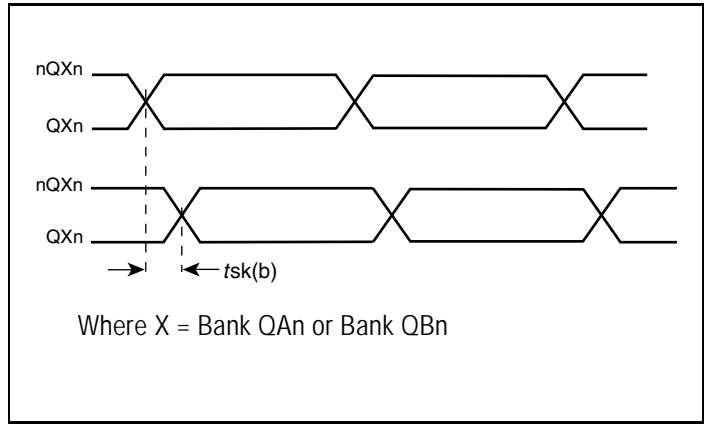 nQXn
QXn
nQXn
QXn
tsk(b)
Where X = Bank QAn or Bank QBn